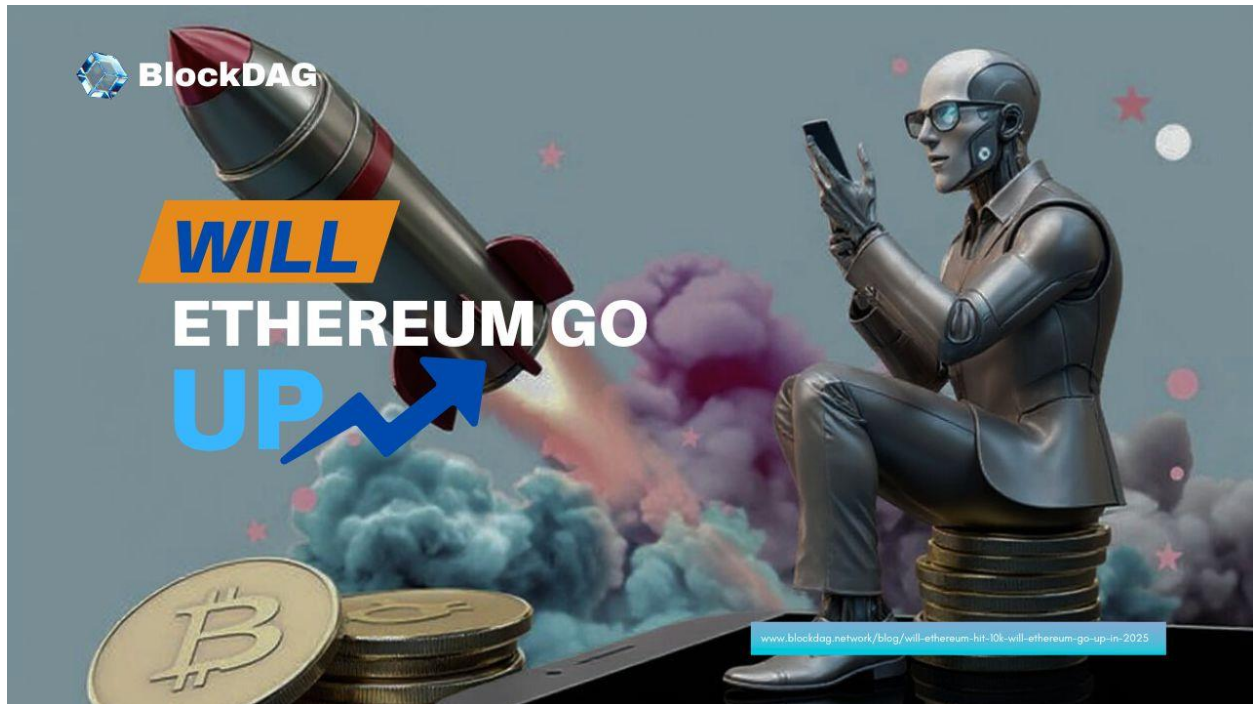 BlockDAG
WILL
ETHEREUM GO
UP
www.blockdag.network/blog/will-ethereum-hit-10k-will-ethereum-go-up-in-2025